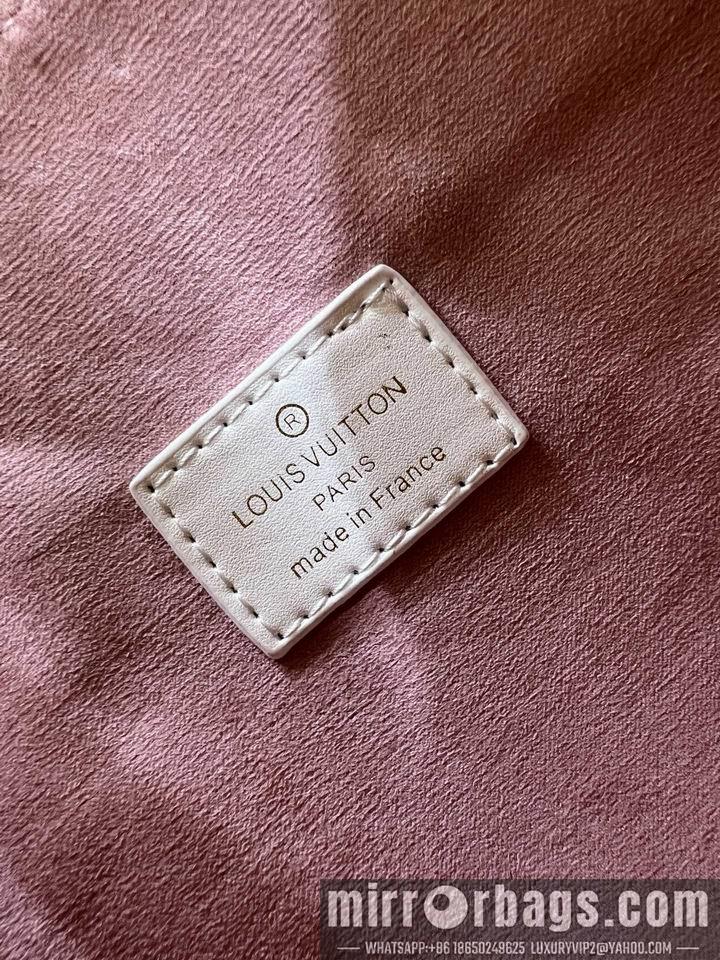 ®
LOUIS VUITTON
PARIS
made in France
mirrorbags.com
WHATSAPP:+86 18650249625 LUXURYVIP2@YAHOO.COM